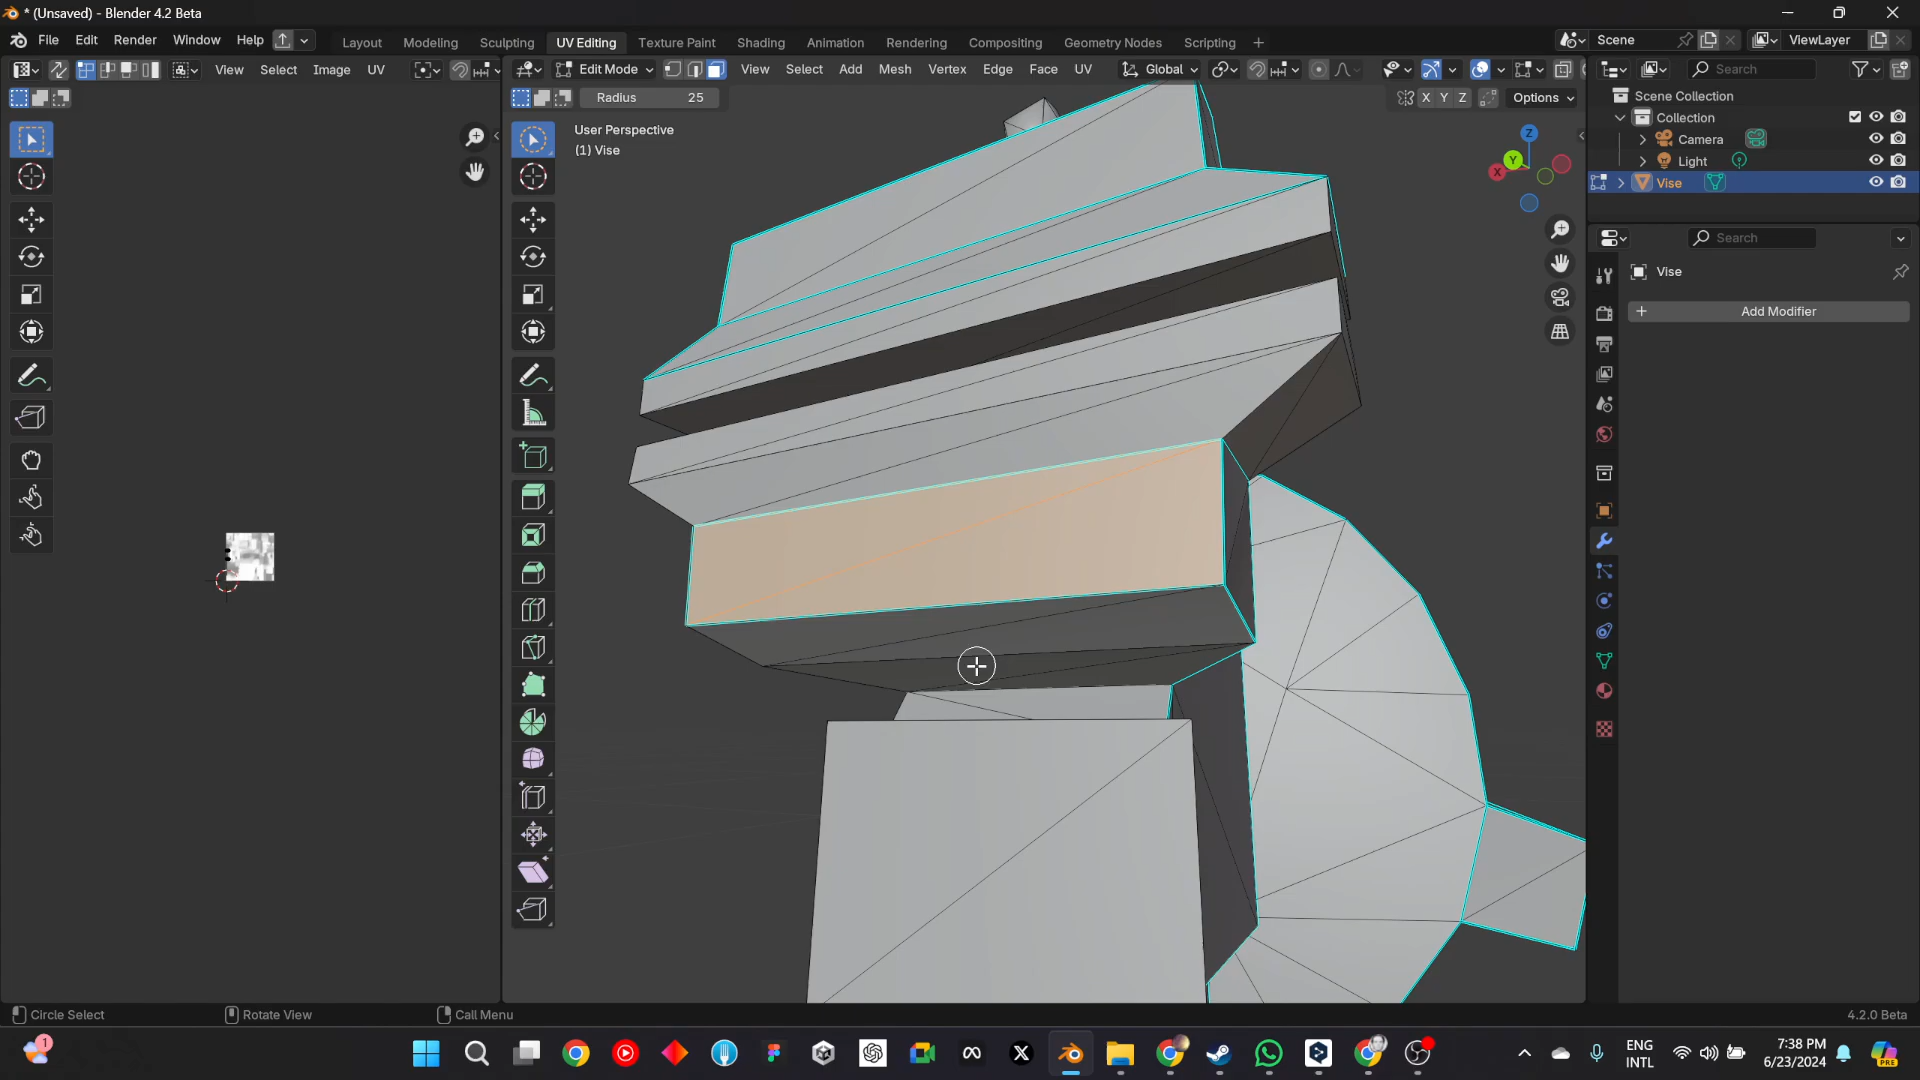 * (Unsaved) - Blender 4.2 Beta
File Edit Render Window Help
Layout Modeling Sculpting UV Editing Texture Paint Shading Animation Rendering Compositing Geometry Nodes Scripting +
Scene
ViewLayer
View Select Image UV
Edit Mode
View Select Add Mesh Vertex Edge Face UV
Global
Search
Radius 25
X Y Z
Options
Scene Collection
Collection
Camera
Light
Vise
User Perspective
(1) Vise
Z
Y
X
Search
Vise
+ Add Modifier
Circle Select
Rotate View
Call Menu
4.2.0 Beta
1
ENG
INTL
7:38 PM
6/23/2024
PRE